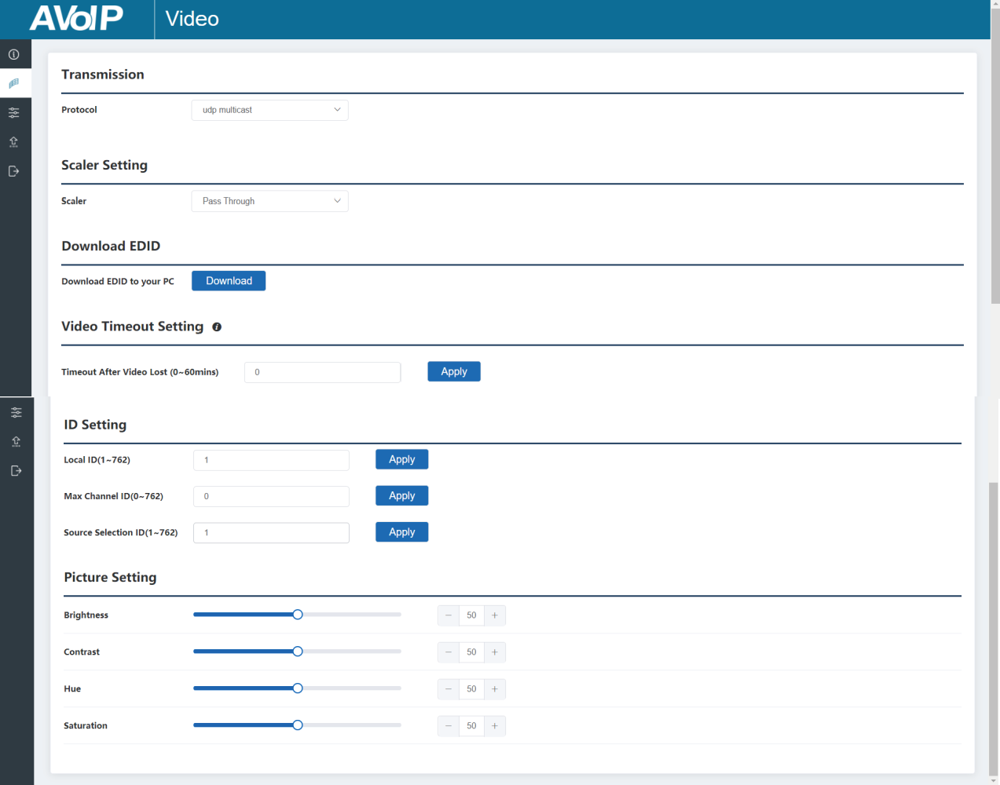 AVoIP Video
Transmission
Protocol udp multicast
Scaler Setting
Scaler Pass Through
Download EDID
Download EDID to your PC Download
Video Timeout Setting
Timeout After Video Lost (0~60mins) 0 Apply
ID Setting
Local ID(1~762) 1 Apply
Max Channel ID(0~762) 0 Apply
Source Selection ID(1~762) 1 Apply
Picture Setting
Brightness − 50 +
Contrast − 50 +
Hue − 50 +
Saturation − 50 +